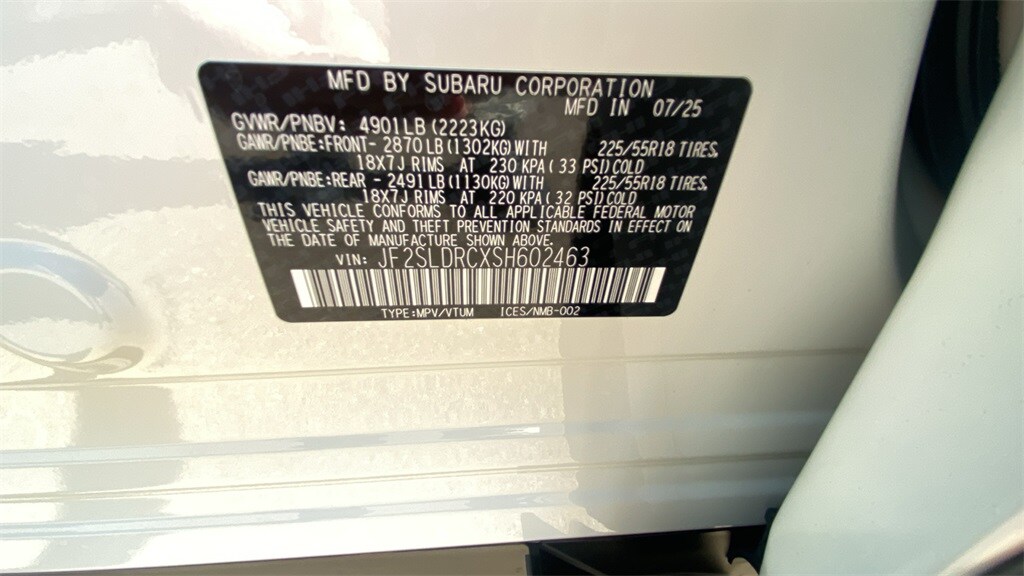 MFD BY SUBARU CORPORATION
MFD IN 07/25
GVWR/PNBV: 4901LB (2223KG)
GAWR/PNBE:FRONT- 2870 LB (1302KG) WITH 225/55R18 TIRES,
18X7J RIMS AT 230 KPA ( 33 PSI) COLD
GAWR/PNBE:REAR - 2491 LB (1130KG) WITH 225/55R18 TIRES,
18X7J RIMS AT 220 KPA ( 32 PSI) COLD
THIS VEHICLE CONFORMS TO ALL APPLICABLE FEDERAL MOTOR
VEHICLE SAFETY AND THEFT PREVENTION STANDARDS IN EFFECT ON
THE DATE OF MANUFACTURE SHOWN ABOVE.
VIN: JF2SLDRCXSH602463
TYPE:MPV/VTUM ICES/NMB-002